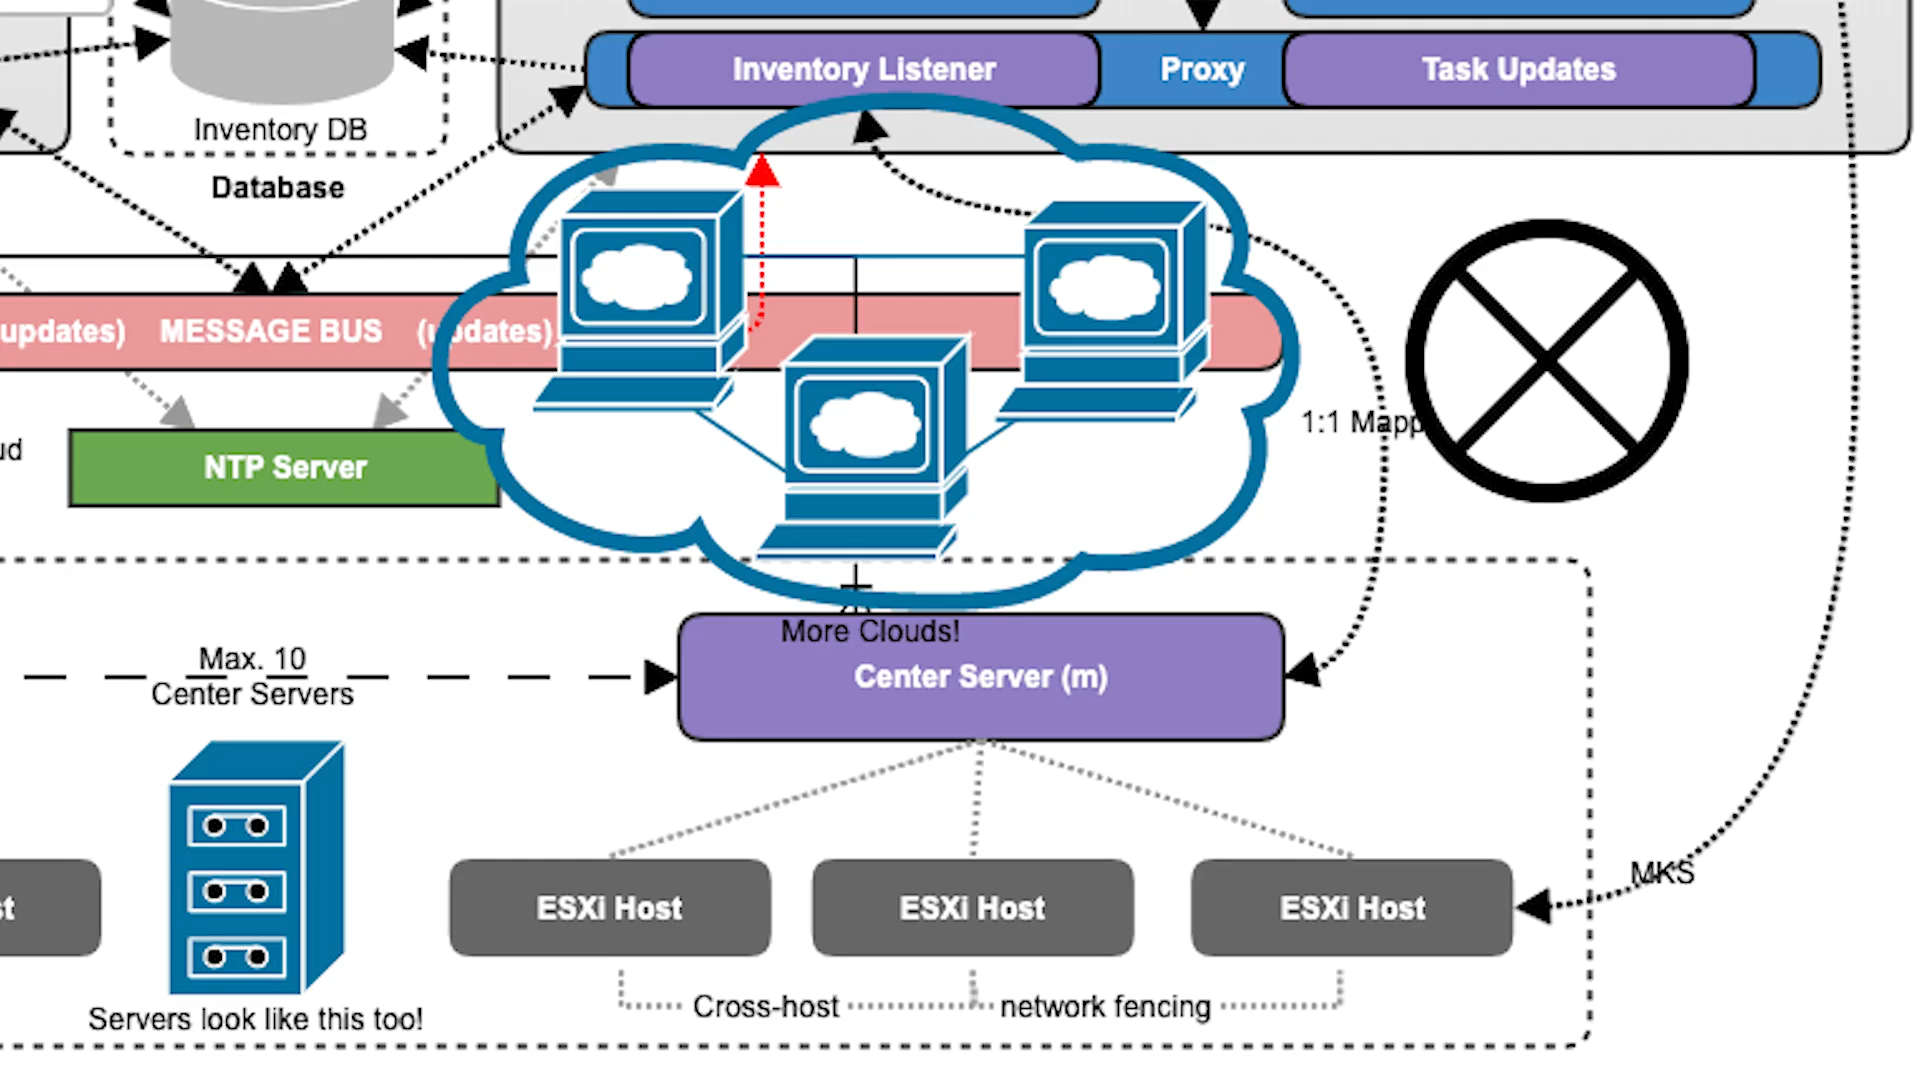 Inventory Listener
Proxy
Task Updates
Inventory DB
Database
updates) MESSAGE BUS (updates)
1:1 Mapp
NTP Server
More Clouds!
Center Server (m)
Max. 10
Center Servers
ESXi Host
ESXi Host
ESXi Host
MKS
Cross-host
network fencing
Servers look like this too!